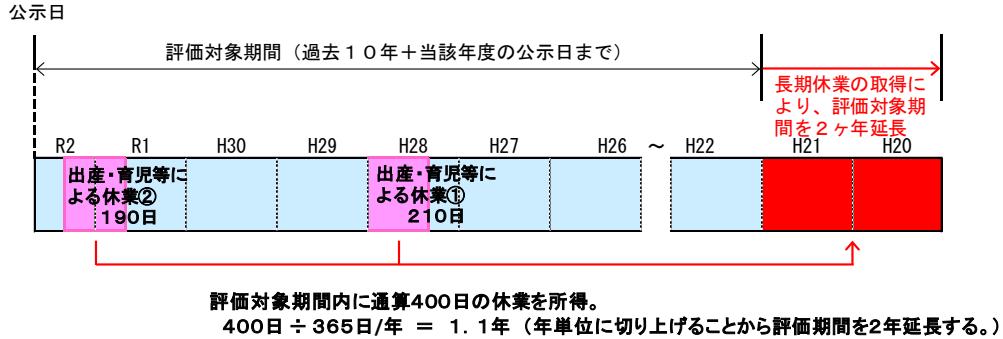 公示日
評価対象期間（過去１０年＋当該年度の公示日まで）
長期休業の取得に
より、評価対象期
間を２ヶ年延長
R2 R1 H30 H29 H28 H27 H26 ～ H22 H21 H20
出産・育児等に
よる休業②
１９０日
出産・育児等に
よる休業①
２１０日
評価対象期間内に通算400日の休業を所得。
400日÷365日/年 ＝ １．１年（年単位に切り上げることから評価期間を2年延長する。）